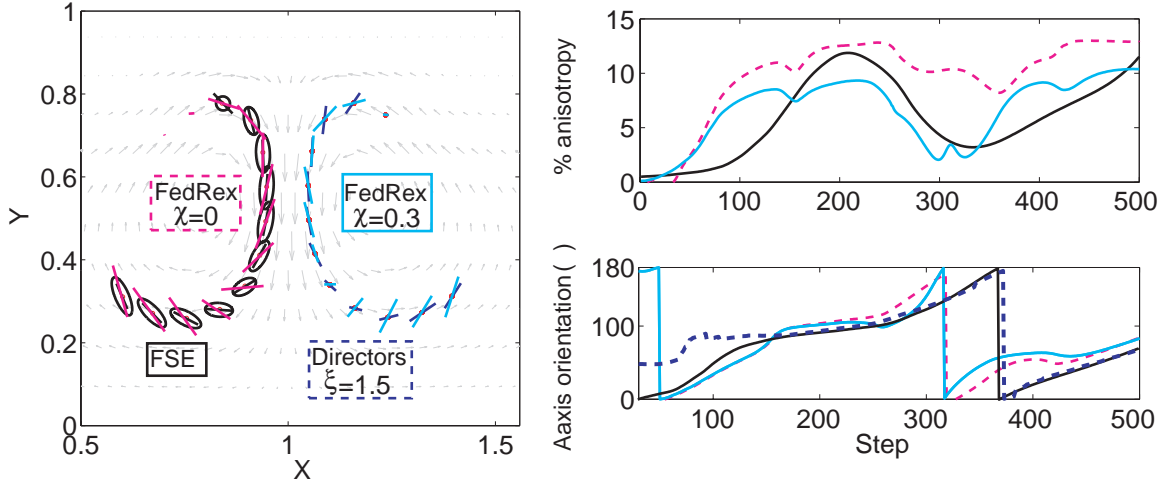 1
0.8
0.6
0.4
0.2
0
Y
FedRex
χ=0
FedRex
χ=0.3
FSE
Directors
ξ=1.5
0.5
1
1.5
X
15
10
5
0
% anisotropy
0
100
200
300
400
500
180
100
0
Aaxis orientation( )
100
200
300
400
500
Step